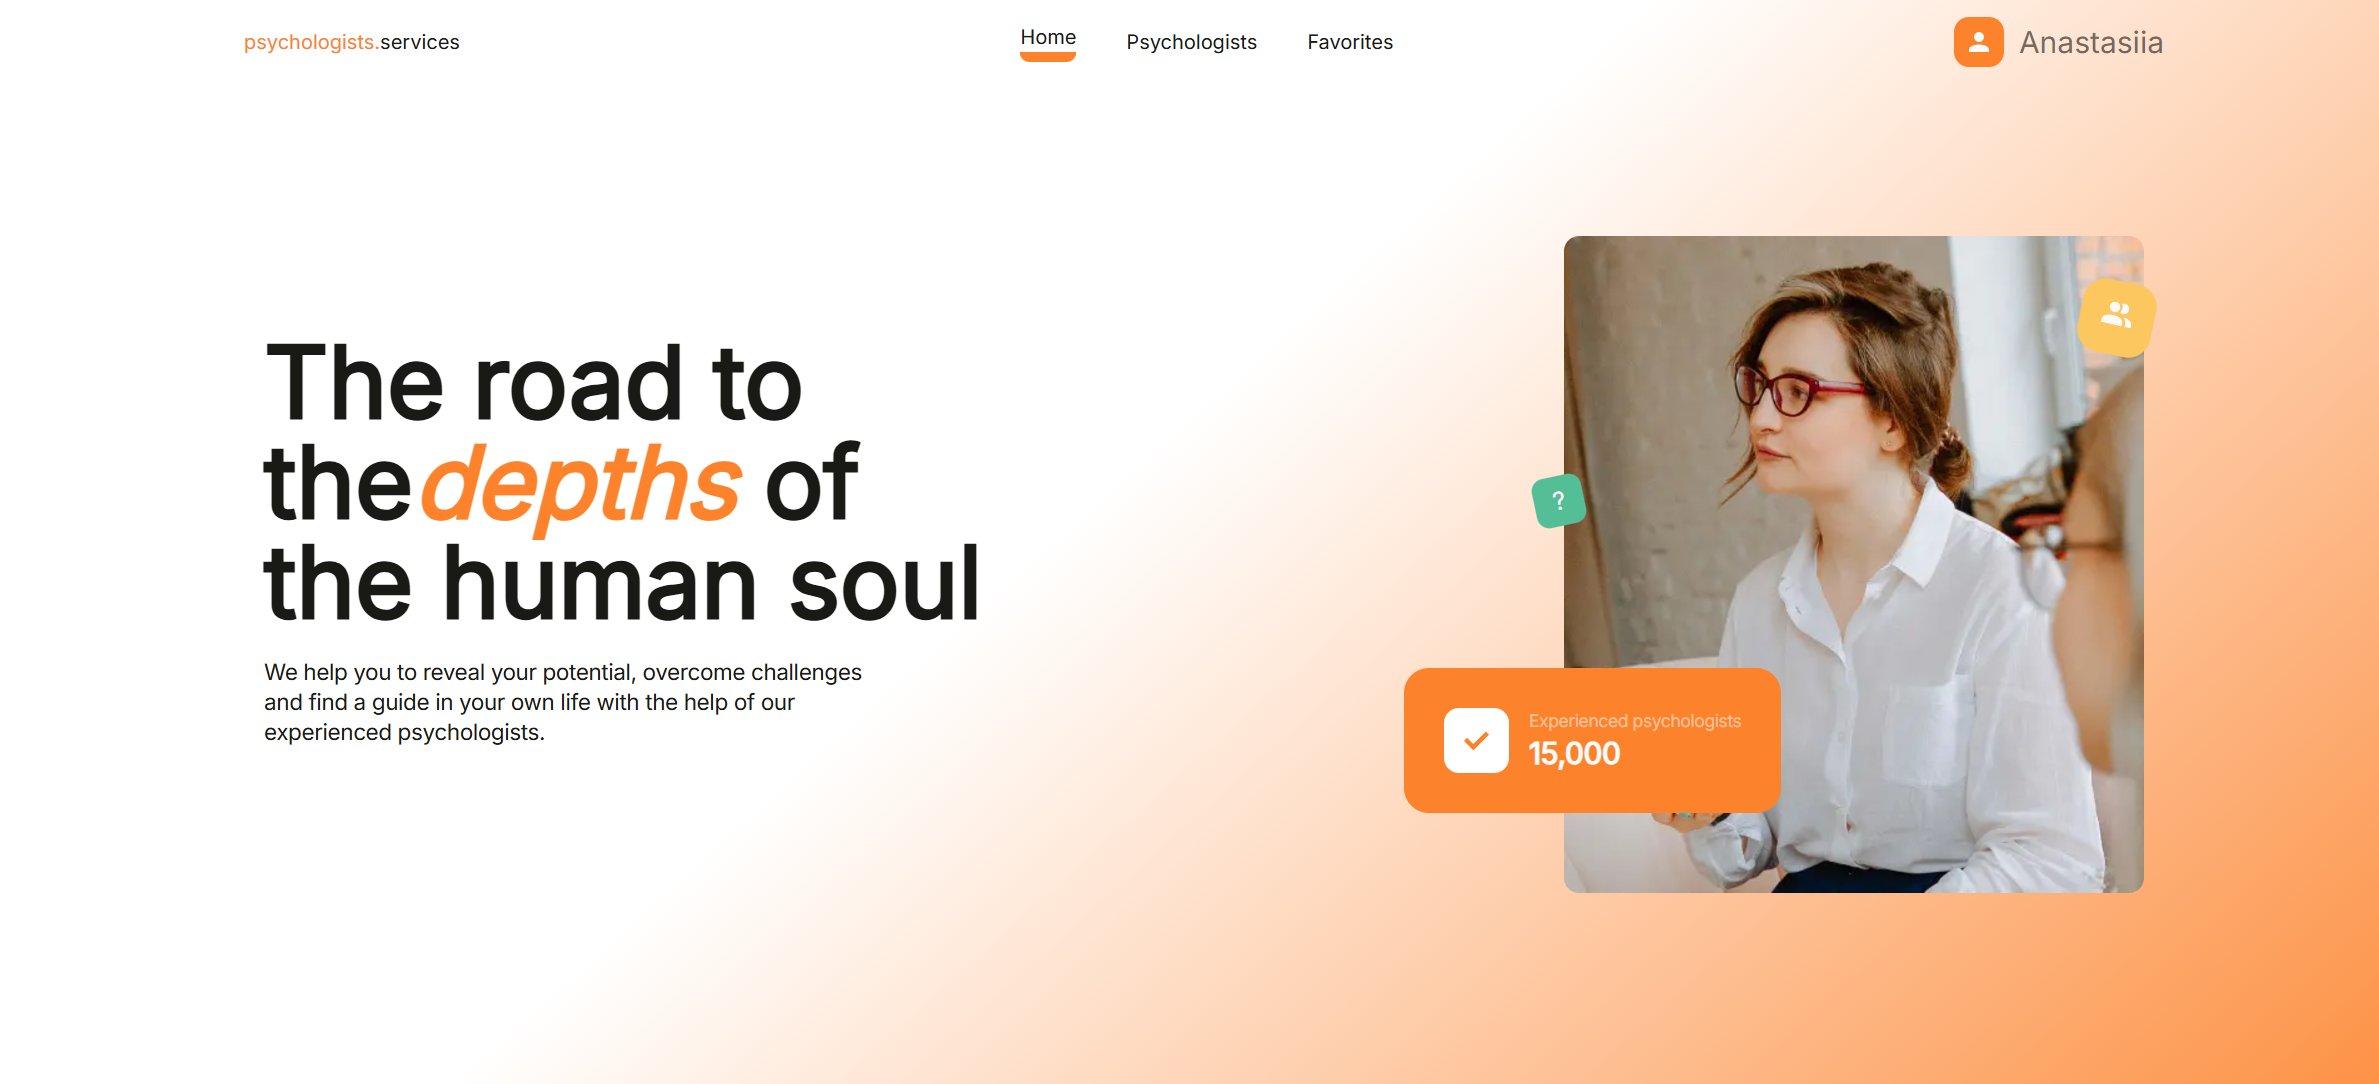 psychologists.services
Home
Psychologists
Favorites
Anastasiia
The road to
the depths of
the human soul
We help you to reveal your potential, overcome challenges
and find a guide in your own life with the help of our
experienced psychologists.
?
Experienced psychologists
15,000